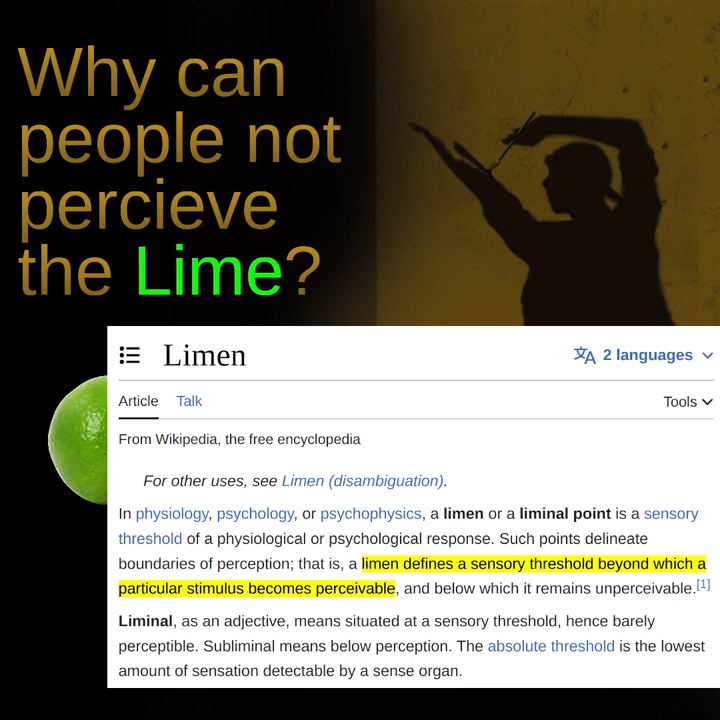 Why can
people not
percieve
the Lime?
Limen
2 languages
Article Talk
Tools
From Wikipedia, the free encyclopedia
For other uses, see Limen (disambiguation).
In physiology, psychology, or psychophysics, a limen or a liminal point is a sensory
threshold of a physiological or psychological response. Such points delineate
boundaries of perception; that is, a limen defines a sensory threshold beyond which a
particular stimulus becomes perceivable, and below which it remains unperceivable.[1]
Liminal, as an adjective, means situated at a sensory threshold, hence barely
perceptible. Subliminal means below perception. The absolute threshold is the lowest
amount of sensation detectable by a sense organ.